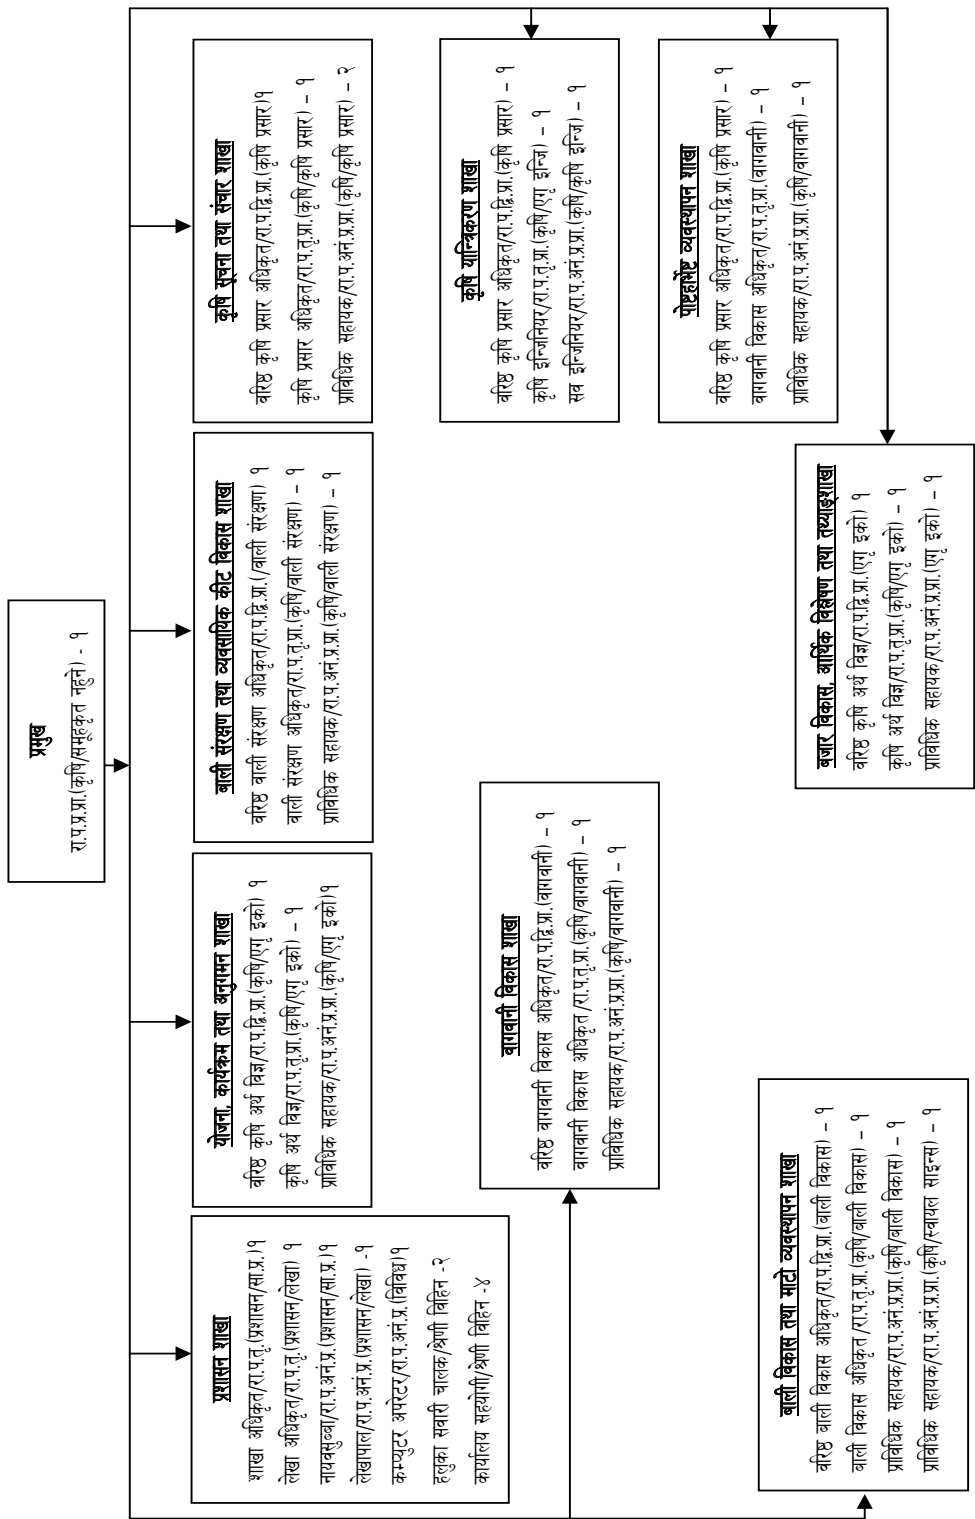 प्रमुख
रा.प.प्र.प्रा.(कृषि/समूहकृत नहुने) - १
प्रशासन शाखा
शाखा अधिकृत/रा.प.तृ.(प्रशासन/सा.प्र.)१
लेखा अधिकृत/रा.प.तृ.(प्रशासन/लेखा) १
नायवसुब्बा/रा.प.अनं.प्र.(प्रशासन/सा.प्र.)१
लेखापाल/रा.प.अनं.प्र.(प्रशासन/लेखा) -१
कम्प्युटर अपरेटर/रा.प.अनं.प्र.(विविध)१
हलुका सवारी चालक/श्रेणी विहिन -२
कार्यालय सहयोगी/श्रेणी विहिन -४
योजना, कार्यक्रम तथा अनुगमन शाखा
वरिष्ठ कृषि अर्थ विज्ञ/रा.प.द्वि.प्रा.(कृषि/एगृ इको) १
कृषि अर्थ विज्ञ/रा.प.तृ.प्रा.(कृषि/एगृ इको) – १
प्राविधिक सहायक/रा.प.अनं.प्र.प्रा.(कृषि/एगृ इको)१
बाली संरक्षण तथा व्यवसायिक कीट विकास शाखा
वरिष्ठ बाली संरक्षण अधिकृत/रा.प.द्वि.प्रा.(/वाली संरक्षण) १
बाली संरक्षण अधिकृत/रा.प.तृ.प्रा.(कृषि/वाली संरक्षण) – १
प्राविधिक सहायक/रा.प.अनं.प्र.प्रा.(कृषि/वाली संरक्षण) – १
कृषि सूचना तथा संचार शाखा
वरिष्ठ कृषि प्रसार अधिकृत/रा.प.द्वि.प्रा.(कृषि प्रसार)१
कृषि प्रसार अधिकृत/रा.प.तृ.प्रा.(कृषि/कृषि प्रसार) – १
प्राविधिक सहायक/रा.प.अनं.प्र.प्रा.(कृषि/कृषि प्रसार) – २
वागवानी विकास शाखा
वरिष्ठ वागवानी विकास अधिकृत/रा.प.द्वि.प्रा.(वागवानी) – १
वागवानी विकास अधिकृत /रा.प.तृ.प्रा.(कृषि/वागवानी) – १
प्राविधिक सहायक/रा.प.अनं.प्र.प्रा.(कृषि/वागवानी) – १
कृषि यान्त्रिकरण शाखा
वरिष्ठ कृषि प्रसार अधिकृत/रा.प.द्वि.प्रा.(कृषि प्रसार) – १
कृषि इन्जिनियर/रा.प.तृ.प्रा.(कृषि/एगृ इन्जि) – १
सव इन्जिनियर/रा.प.अनं.प्र.प्रा.(कृषि/कृषि इन्जि) – १
पोष्टहार्भेष्ट व्यवस्थापन शाखा
वरिष्ठ कृषि प्रसार अधिकृत/रा.प.द्वि.प्रा.(कृषि प्रसार) – १
वागवानी विकास अधिकृत/रा.प.तृ.प्रा.(वागवानी) – १
प्राविधिक सहायक/रा.प.अनं.प्र.प्रा.(कृषि/वागवानी) – १
बाली विकास तथा माटो व्यवस्थापन शाखा
वरिष्ठ बाली विकास अधिकृत/रा.प.द्वि.प्रा.(बाली विकास) – १
बाली विकास अधिकृत /रा.प.तृ.प्रा.(कृषि/बाली विकास) – १
प्राविधिक सहायक/रा.प.अनं.प्र.प्रा.(कृषि/बाली विकास) – १
प्राविधिक सहायक/रा.प.अनं.प्र.प्रा.(कृषि/स्वायल साइन्स) – १
बजार विकास, आर्थिक विश्लेषण तथा तथ्याङ्क शाखा
वरिष्ठ कृषि अर्थ विज्ञ/रा.प.द्वि.प्रा.(एगृ इको) १
कृषि अर्थ विज्ञ/रा.प.तृ.प्रा.(कृषि/एगृ इको) – १
प्राविधिक सहायक/रा.प.अनं.प्र.प्रा.(एगृ इको) – १